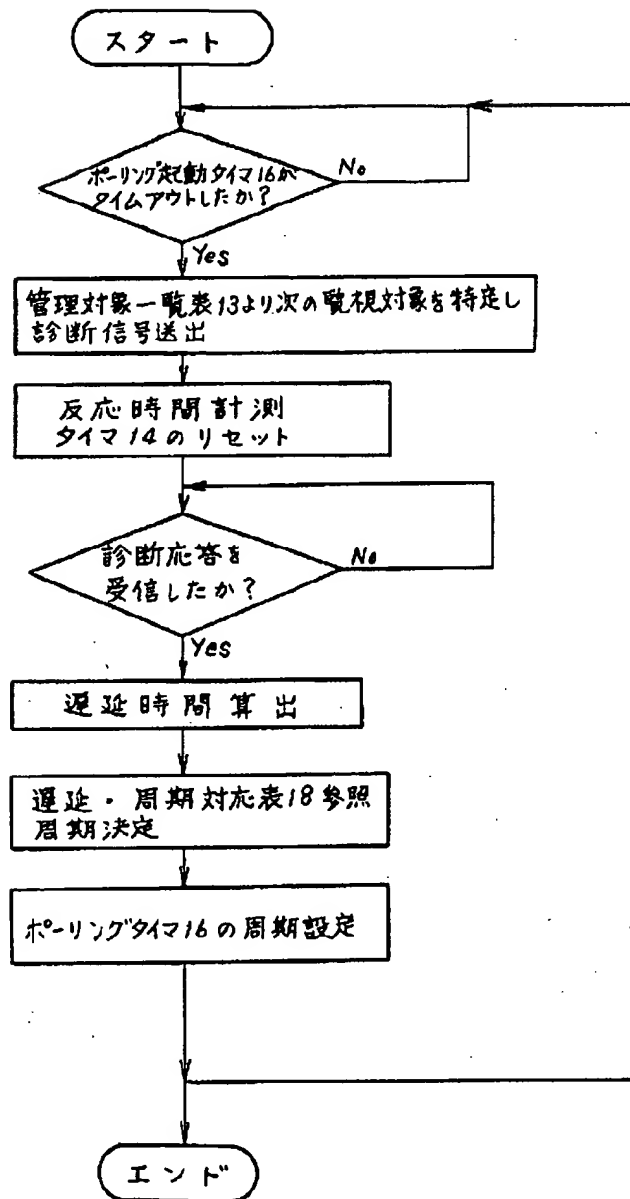 スタート
ポーリング起動タイマ16が
タイムアウトしたか?
No
Yes
管理対象一覧表13より次の監視対象を特定し
診断信号送出
反応時間計測
タイマ14のリセット
診断応答を
受信したか?
No
Yes
遅延時間算出
遅延・周期対応表18参照
周期決定
ポーリングタイマ16の周期設定
エンド